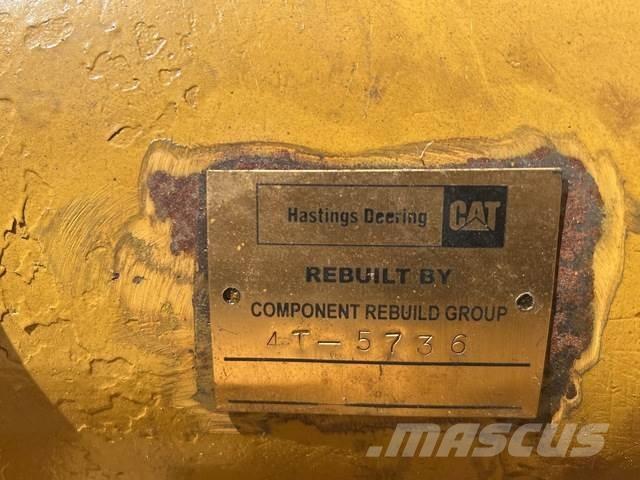 Hastings Deering CAT
REBUILT BY
COMPONENT REBUILD GROUP
4T-5736
.MASCUS